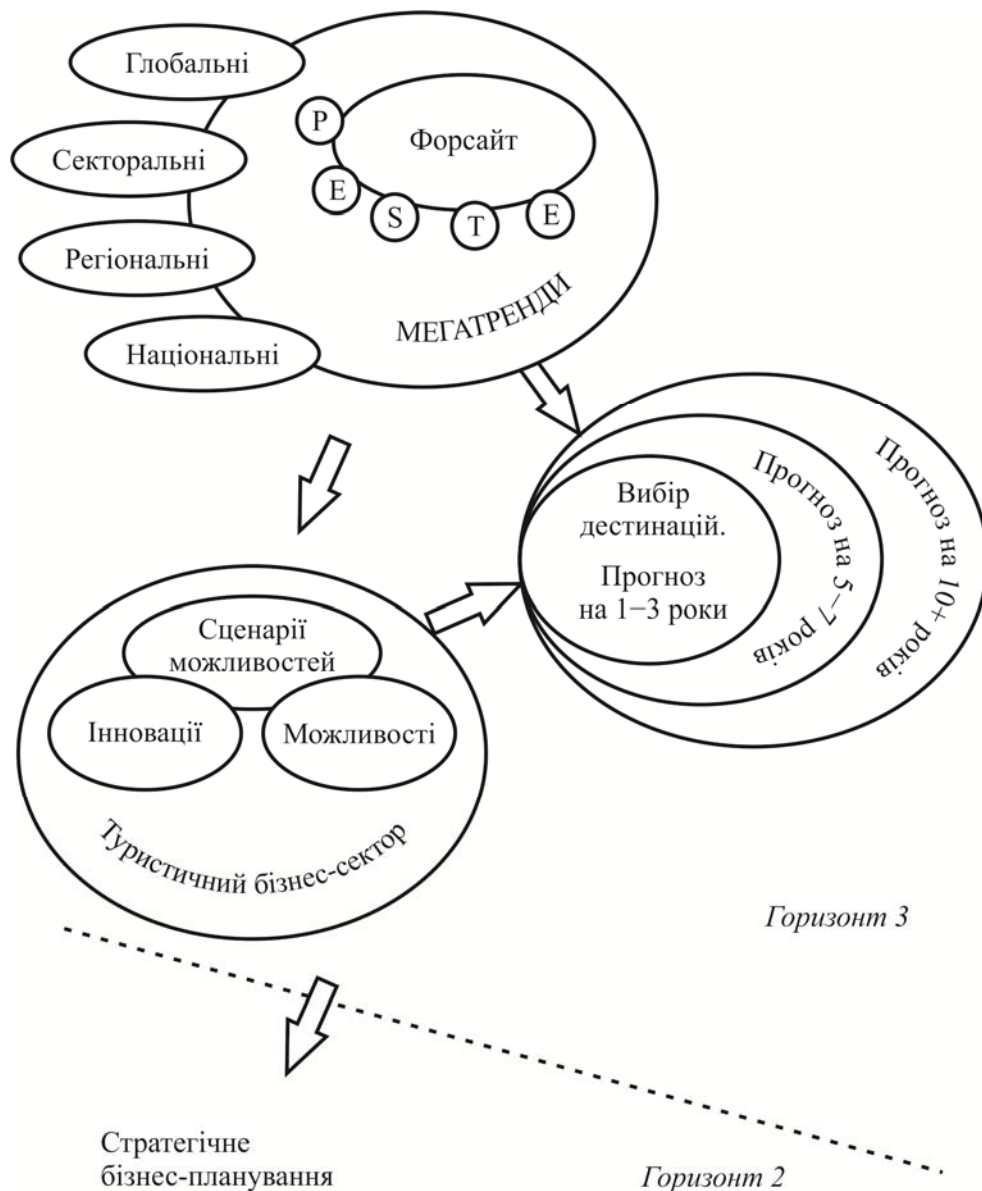 Глобальні
Секторальні
Регіональні
Національні
P
E
S
T
E
Форсайт
МЕГАТРЕНДИ
Вибір
дестинацій.
Прогноз
на 1–3 роки
Прогноз на 5–7 років
Прогноз на 10+ років
Сценарії
можливостей
Інновації
Можливості
Туристичний бізнес-сектор
Горизонт 3
Стратегічне
бізнес-планування
Горизонт 2